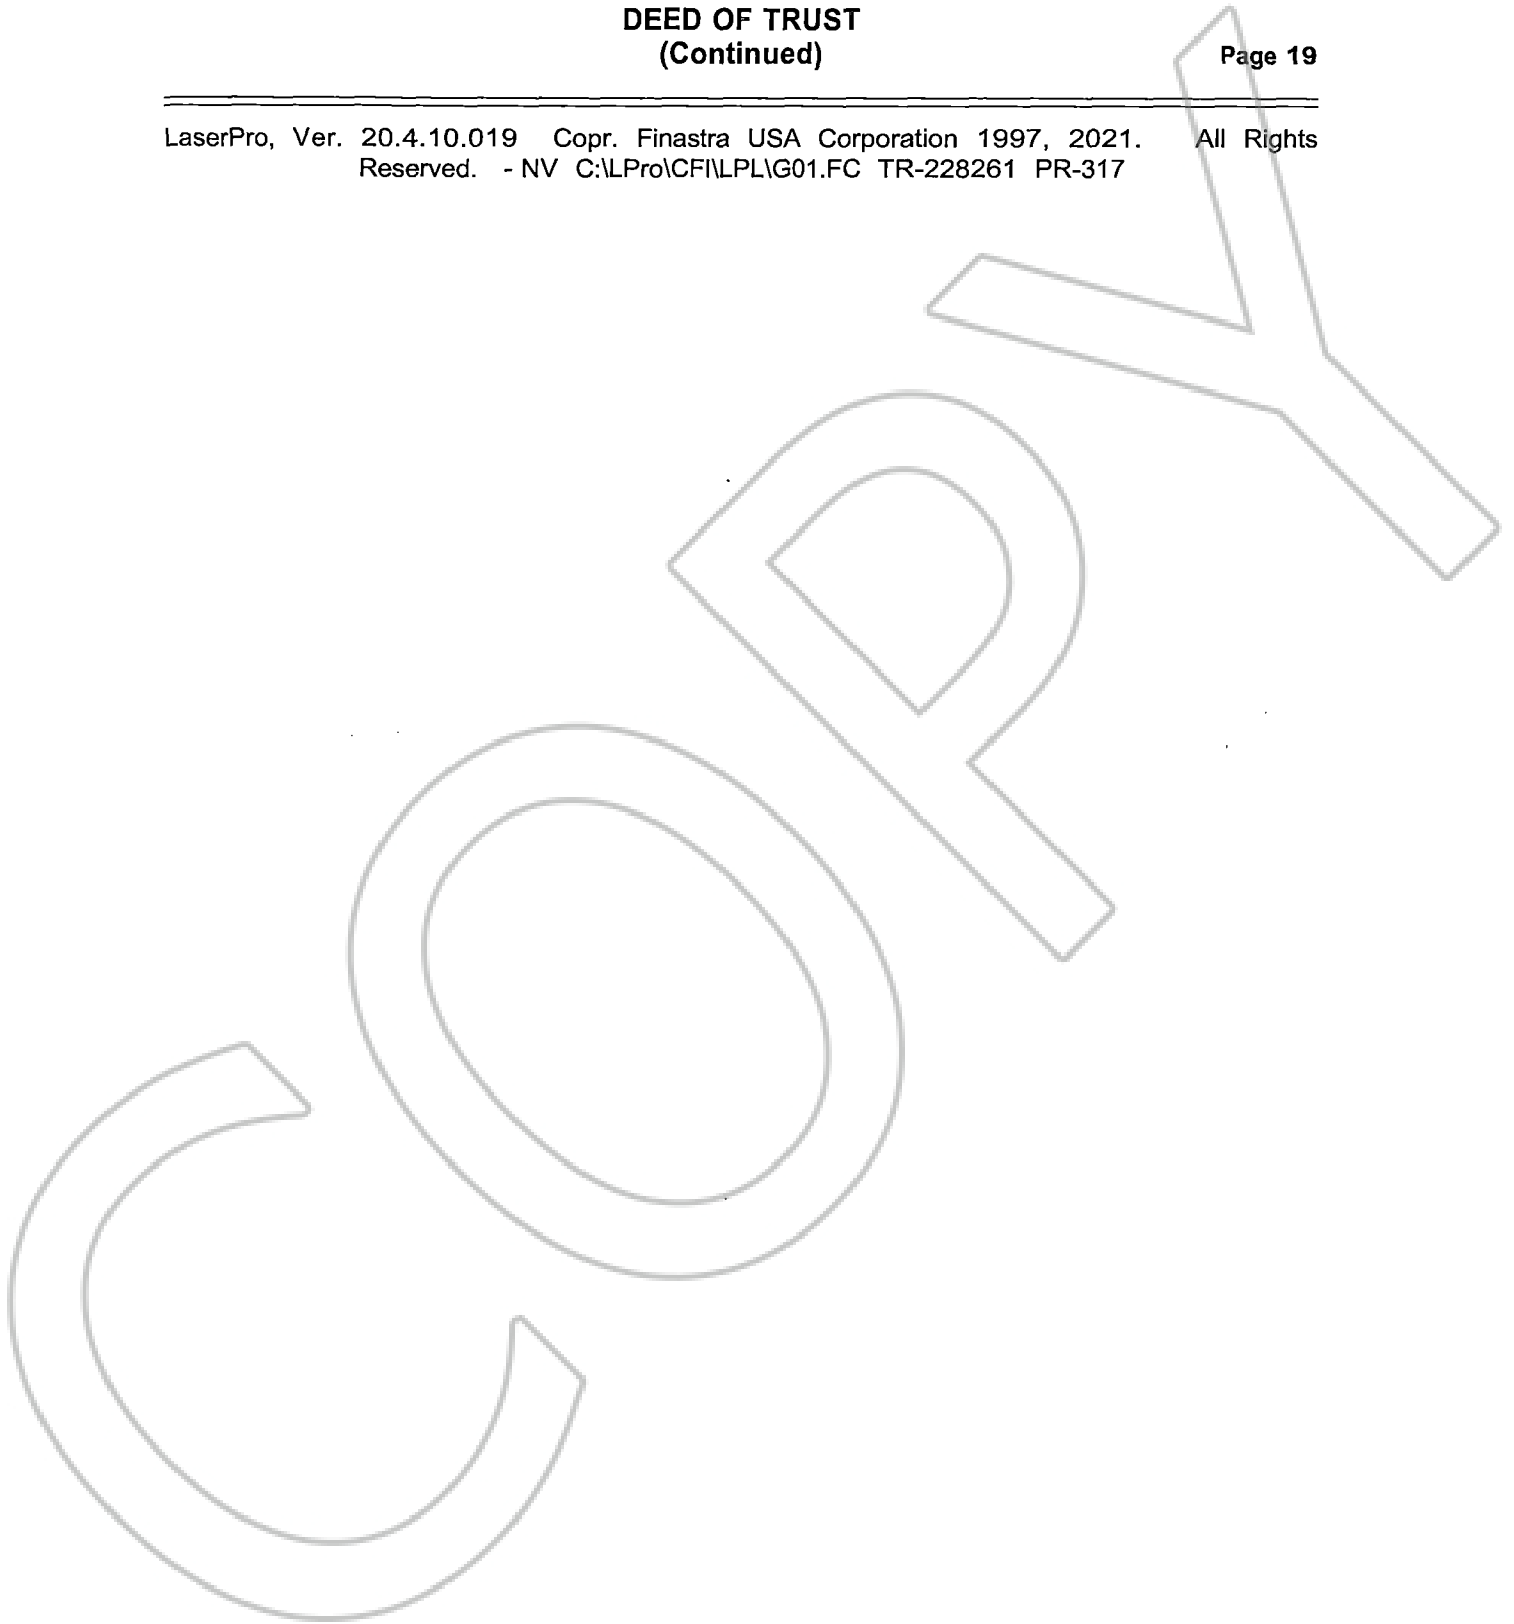 DEED OF TRUST
(Continued)
Page 19
LaserPro, Ver. 20.4.10.019 Copr. Finastra USA Corporation 1997, 2021. All Rights
Reserved. - NV C:\LPro\CFI\LPL\G01.FC TR-228261 PR-317
COPY